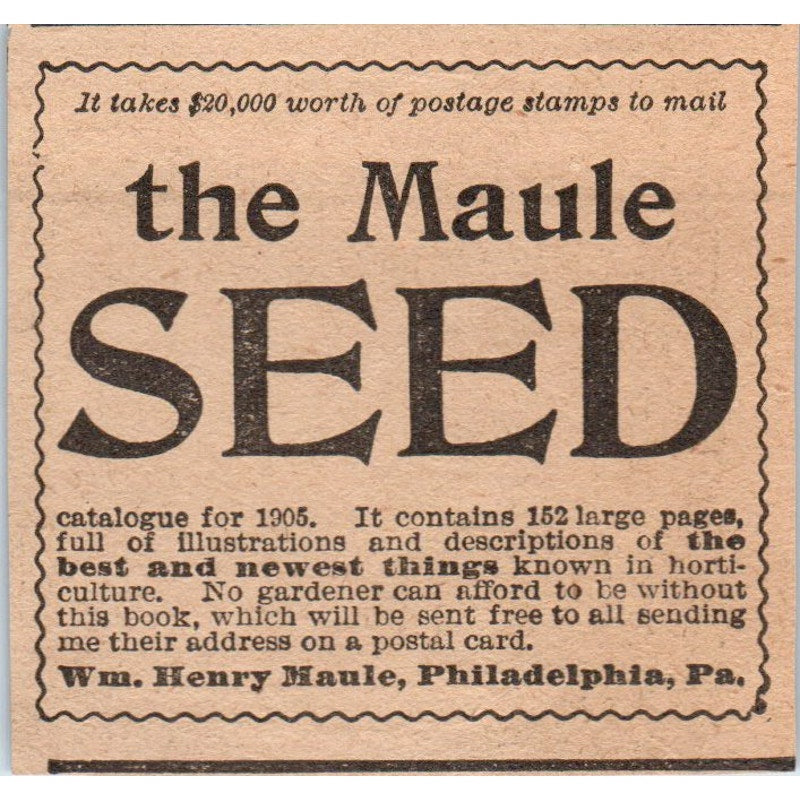 It takes $20,000 worth of postage stamps to mail
the Maule
SEED
catalogue for 1905. It contains 152 large pages,
full of illustrations and descriptions of the
best and newest things known in horti-
culture. No gardener can afford to be without
this book, which will be sent free to all sending
me their address on a postal card.
Wm. Henry Maule, Philadelphia, Pa.